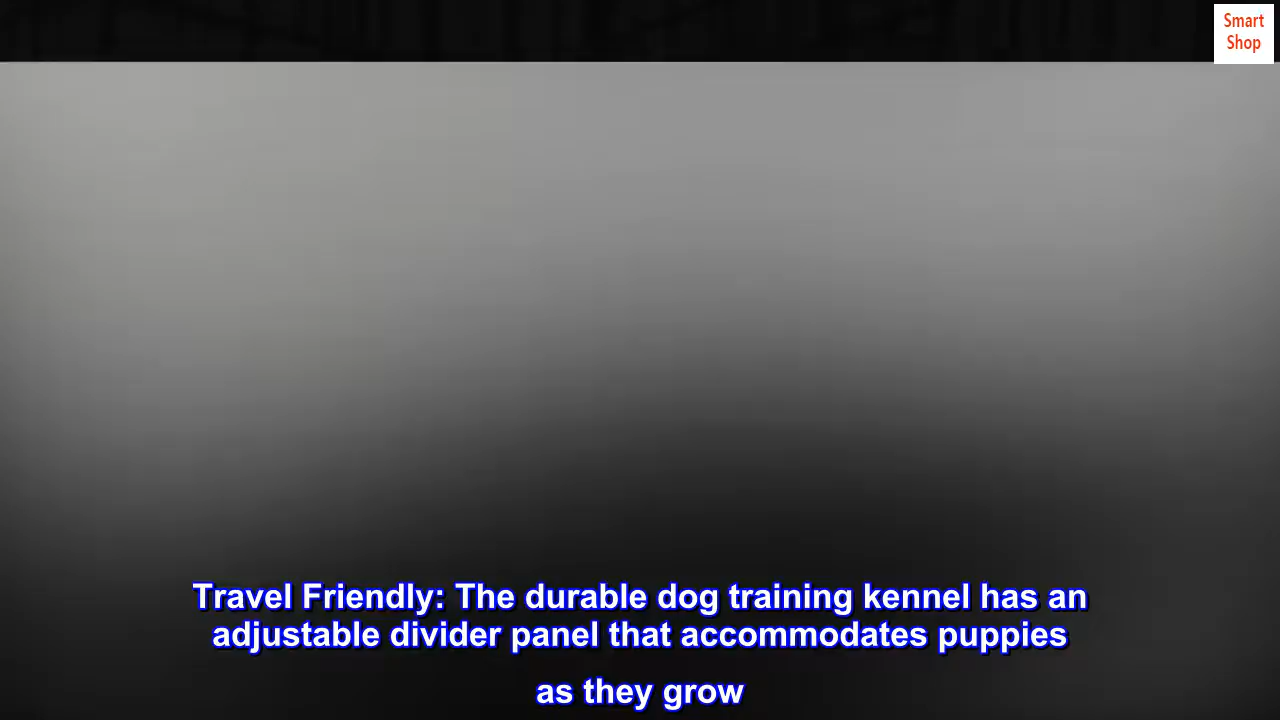 Smart
Shop
Travel Friendly: The durable dog training kennel has an
adjustable divider panel that accommodates puppies
as they grow